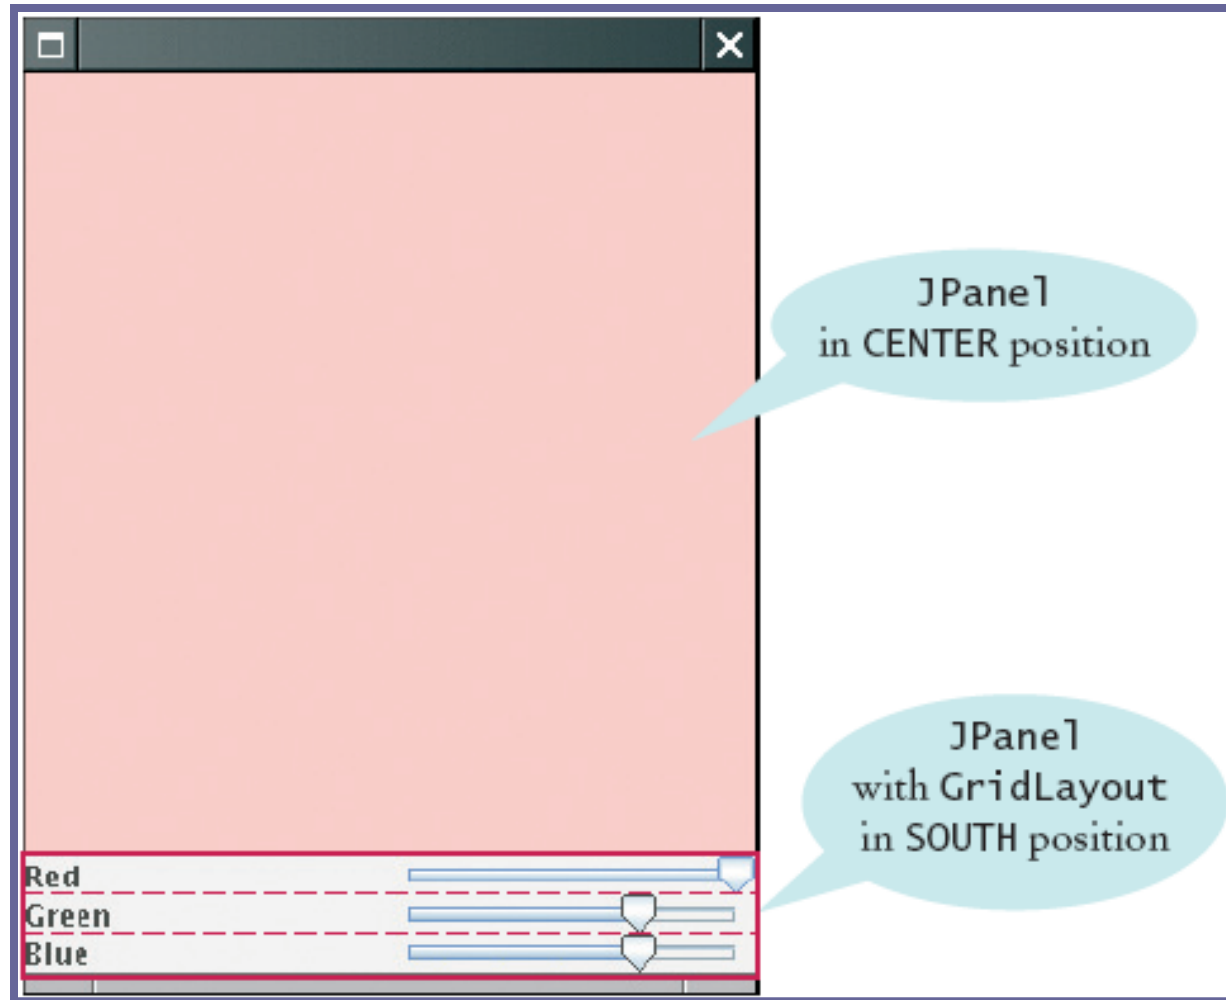 JPanel
in CENTER position
JPanel
with GridLayout
in SOUTH position
Red
Green
Blue